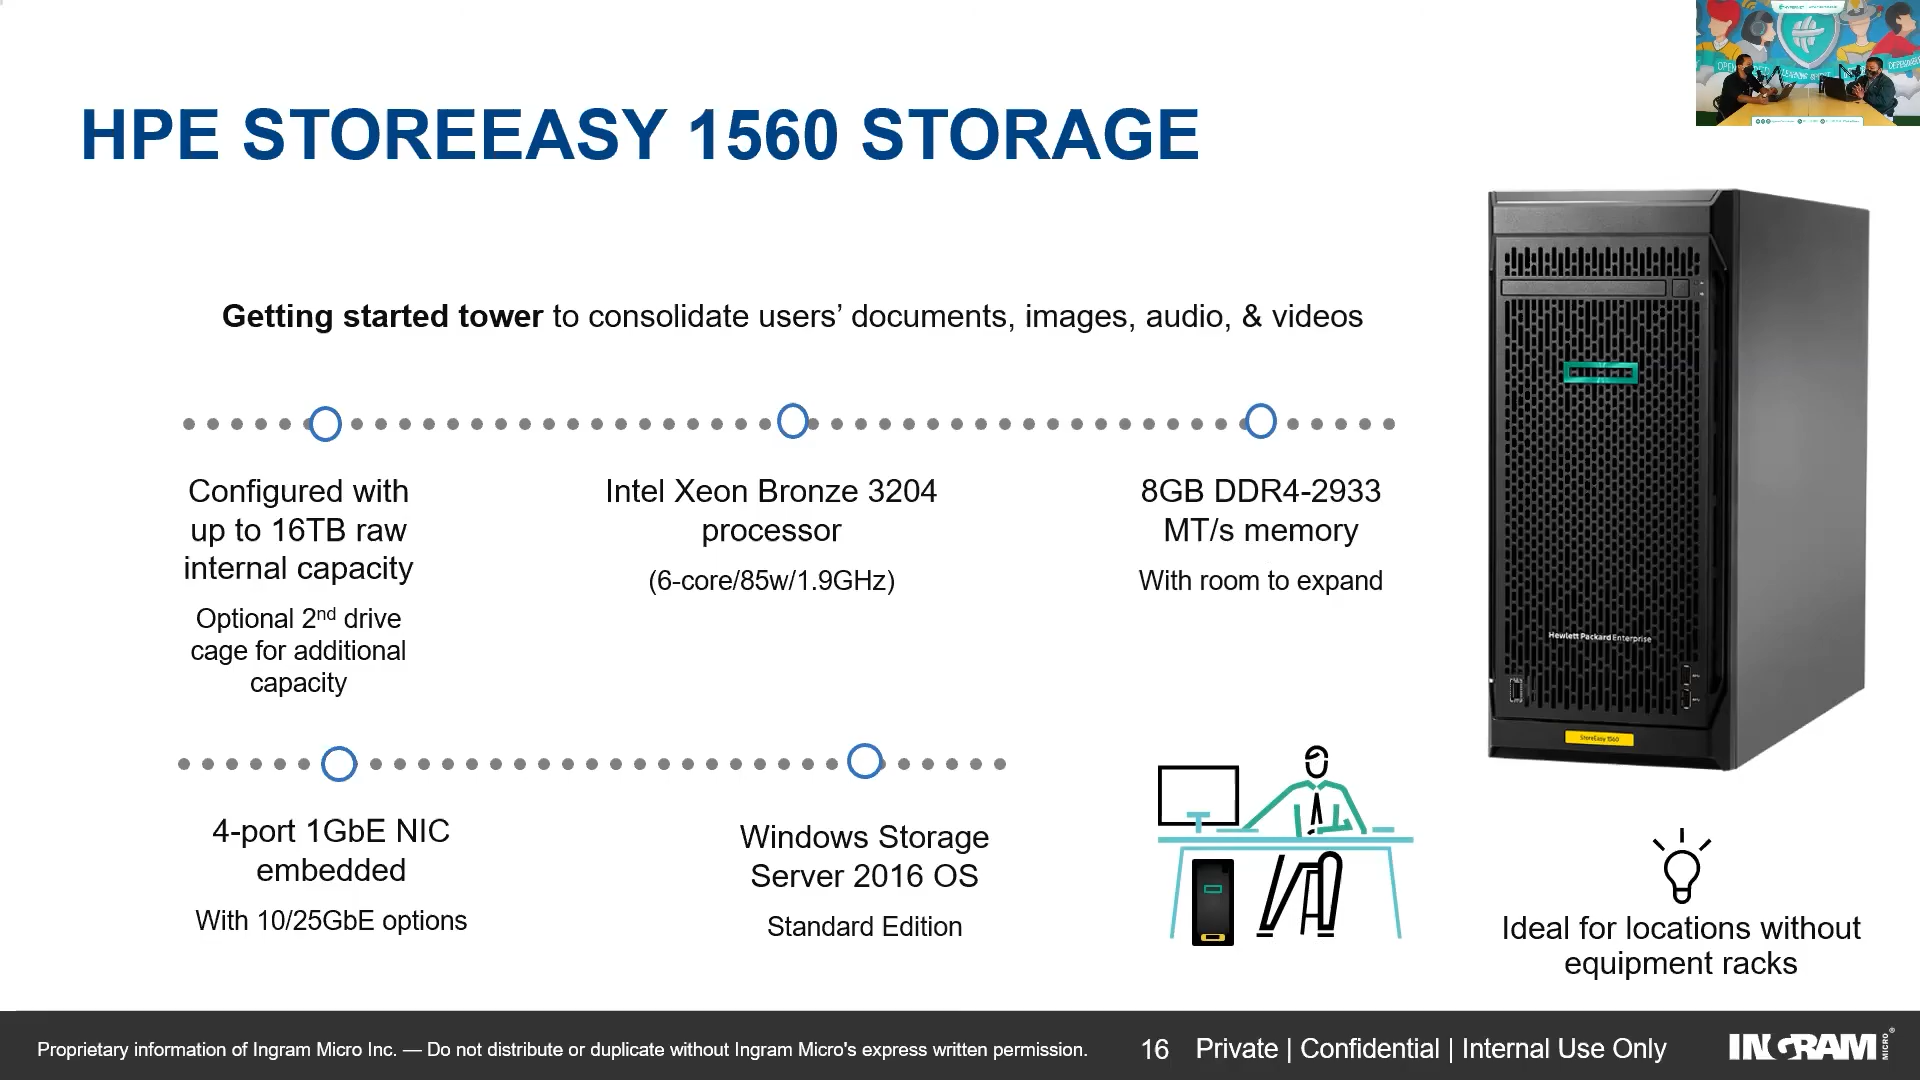 HPE STOREEASY 1560 STORAGE
Getting started tower to consolidate users’ documents, images, audio, & videos
Configured with
up to 16TB raw
internal capacity
Optional 2nd drive
cage for additional
capacity
Intel Xeon Bronze 3204
processor
(6-core/85w/1.9GHz)
8GB DDR4-2933
MT/s memory
With room to expand
Hewlett Packard Enterprise
StoreEasy 1560
4-port 1GbE NIC
embedded
With 10/25GbE options
Windows Storage
Server 2016 OS
Standard Edition
Ideal for locations without
equipment racks
Proprietary information of Ingram Micro Inc. — Do not distribute or duplicate without Ingram Micro's express written permission.
16
Private | Confidential | Internal Use Only
INGRAM MICRO®